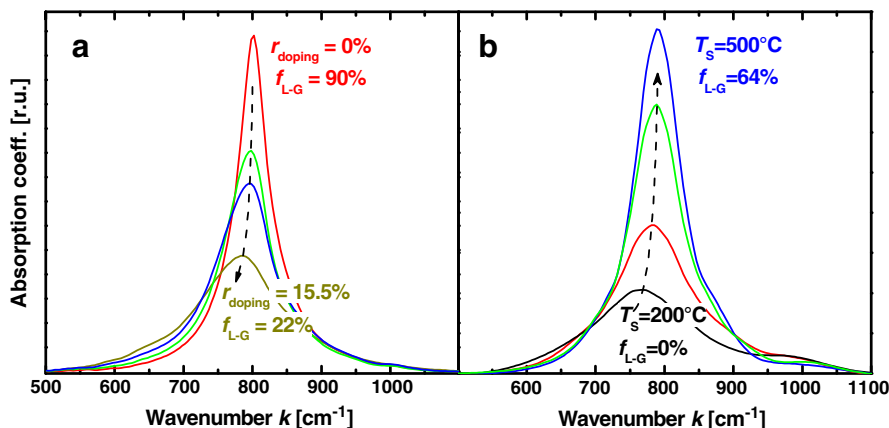 a
r_doping = 0%
f_L-G = 90%
r_doping = 15.5%
f_L-G = 22%
Absorption coeff. [r.u.]
500 600 700 800 900 1000
Wavenumber k [cm⁻¹]
b
T_S=500°C
f_L-G=64%
T_S=200°C
f_L-G=0%
600 700 800 900 1000 1100
Wavenumber k [cm⁻¹]